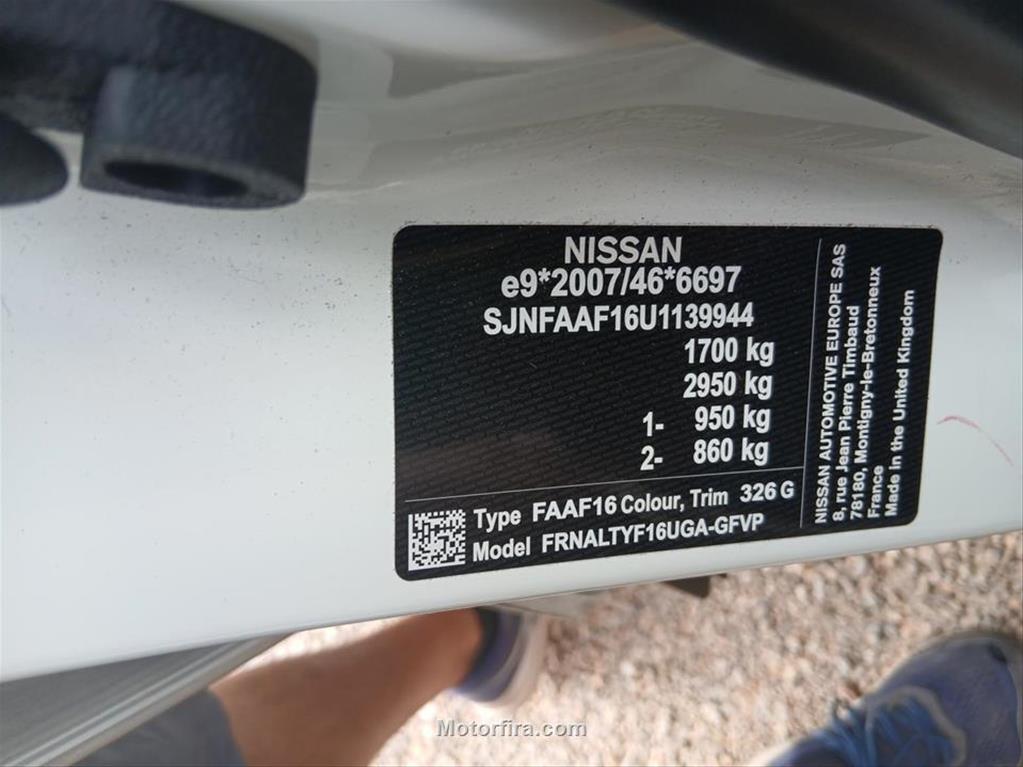 NISSAN
e9*2007/46*6697
SJNFAAF16U1139944
1700 kg
2950 kg
1- 950 kg
2- 860 kg
Type FAAF16 Colour, Trim 326 G
Model FRNALTYF16UGA-GFVP
NISSAN AUTOMOTIVE EUROPE SAS
8, rue Jean Pierre Timbaud
78180, Montigny-le-Bretonneux
France
Made in the United Kingdom
Motorfira.com